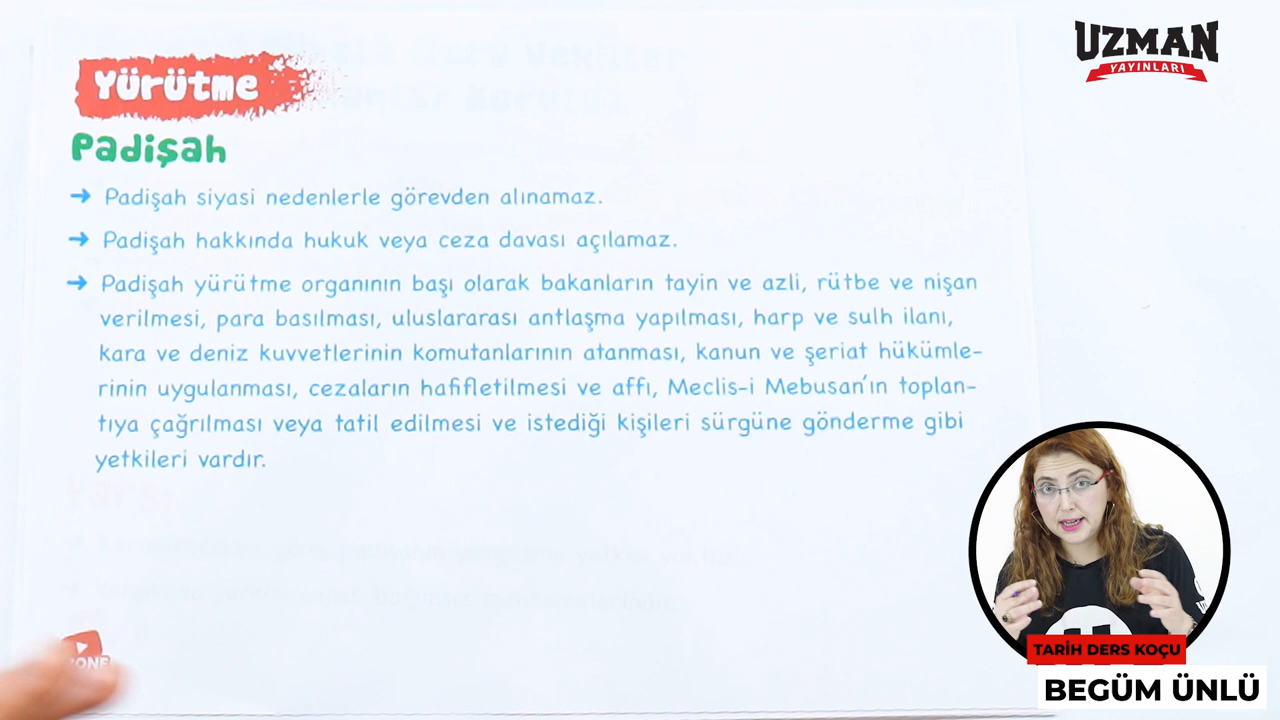 UZMAN
YAYINLARI
Yürütme
Padişah
→ Padişah siyasi nedenlerle görevden alınamaz.
→ Padişah hakkında hukuk veya ceza davası açılamaz.
→ Padişah yürütme organının başı olarak bakanların tayin ve azli, rütbe ve nişan
verilmesi, para basılması, uluslararası antlaşma yapılması, harp ve sulh ilanı,
kara ve deniz kuvvetlerinin komutanlarının atanması, kanun ve şeriat hükümle-
rinin uygulanması, cezaların hafifletilmesi ve affı, Meclis-i Mebusan'ın toplan-
tıya çağrılması veya tatil edilmesi ve istediği kişileri sürgüne gönderme gibi
yetkileri vardır.
TARİH DERS KOÇU
BEGÜM ÜNLÜ